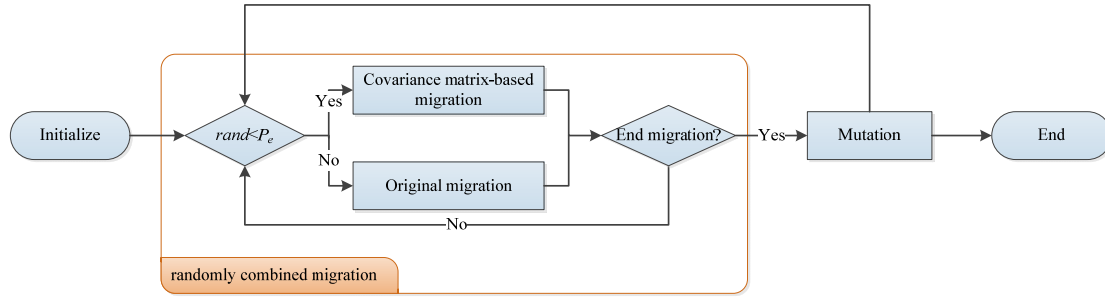 Initialize
rand<Pe
Yes
No
Covariance matrix-based
migration
Original migration
End migration?
Yes
No
Mutation
End
randomly combined migration